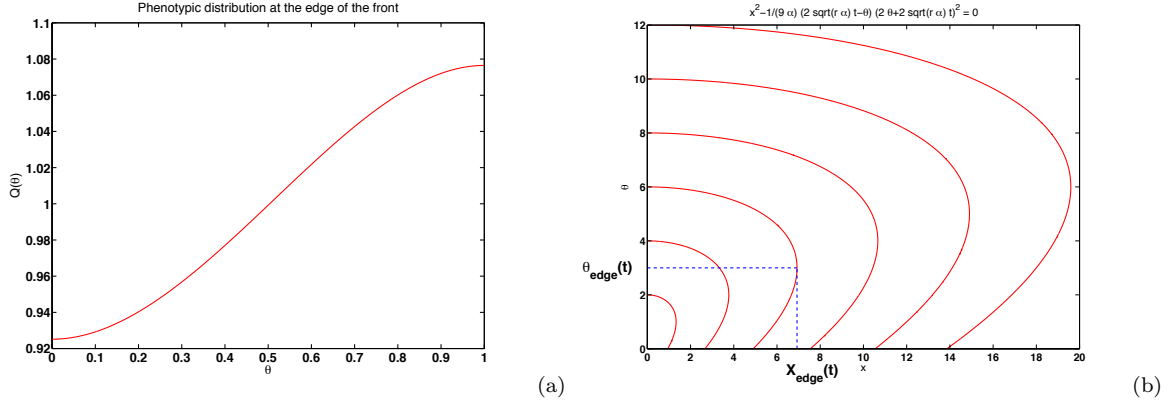 Phenotypic distribution at the edge of the front
1.1
1.08
1.06
1.04
1.02
1
0.98
0.96
0.94
0.92
Q(θ)
0.1 0.2 0.3 0.4 0.5 0.6 0.7 0.8 0.9 1
θ
(a)
x^2−1/(9 α) (2 sqrt(r α) t−θ) (2 θ+2 sqrt(r α) t)^2 = 0
12
10
8
6
4
2
0
θ
θ_edge(t)
0 2 4 6 8 10 12 14 16 18 20
X_edge(t) x
(b)